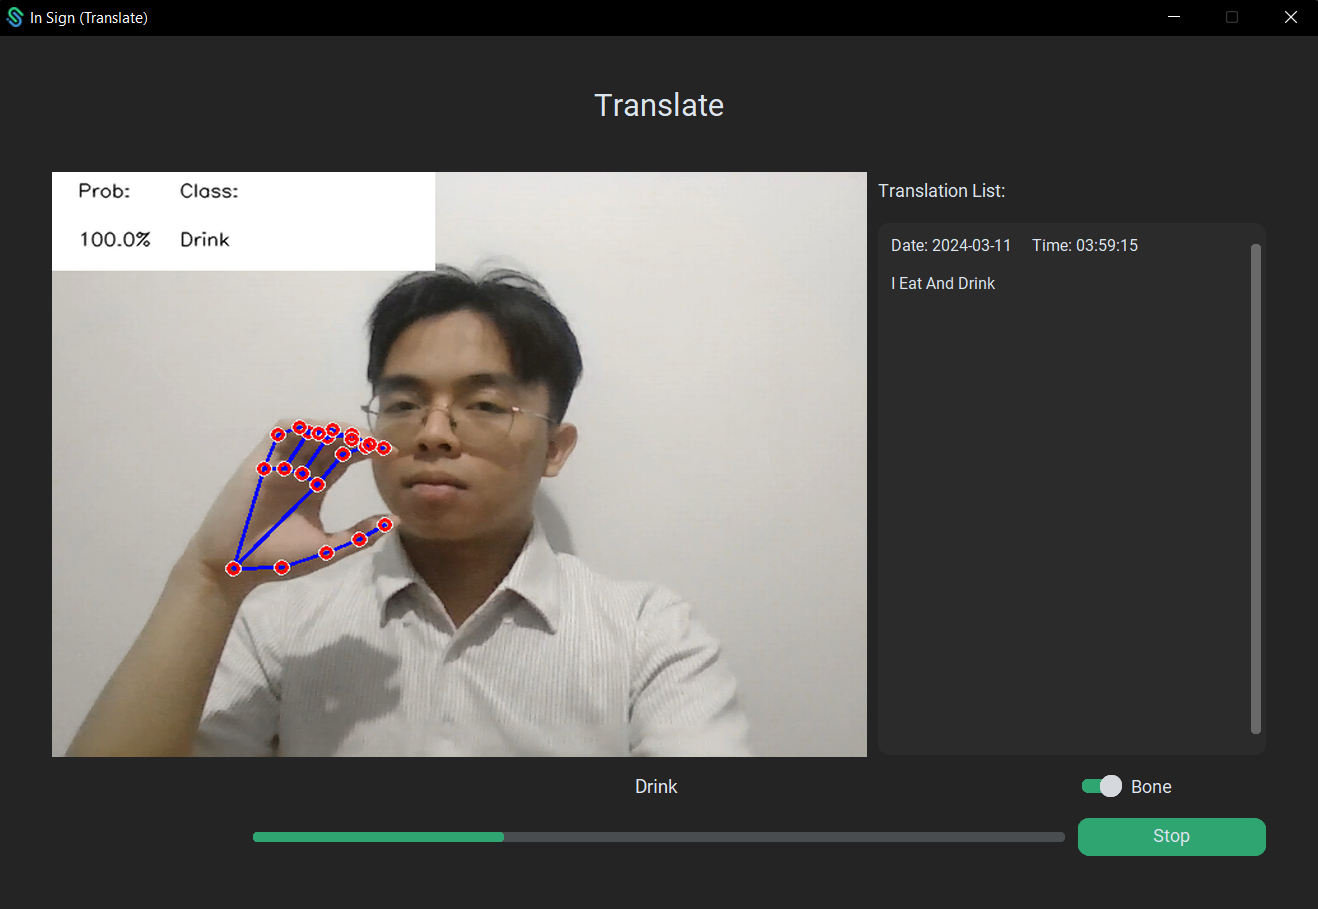 In Sign (Translate)
Translate
Prob: Class:
100.0% Drink
Translation List:
Date: 2024-03-11 Time: 03:59:15
I Eat And Drink
Drink
Bone
Stop